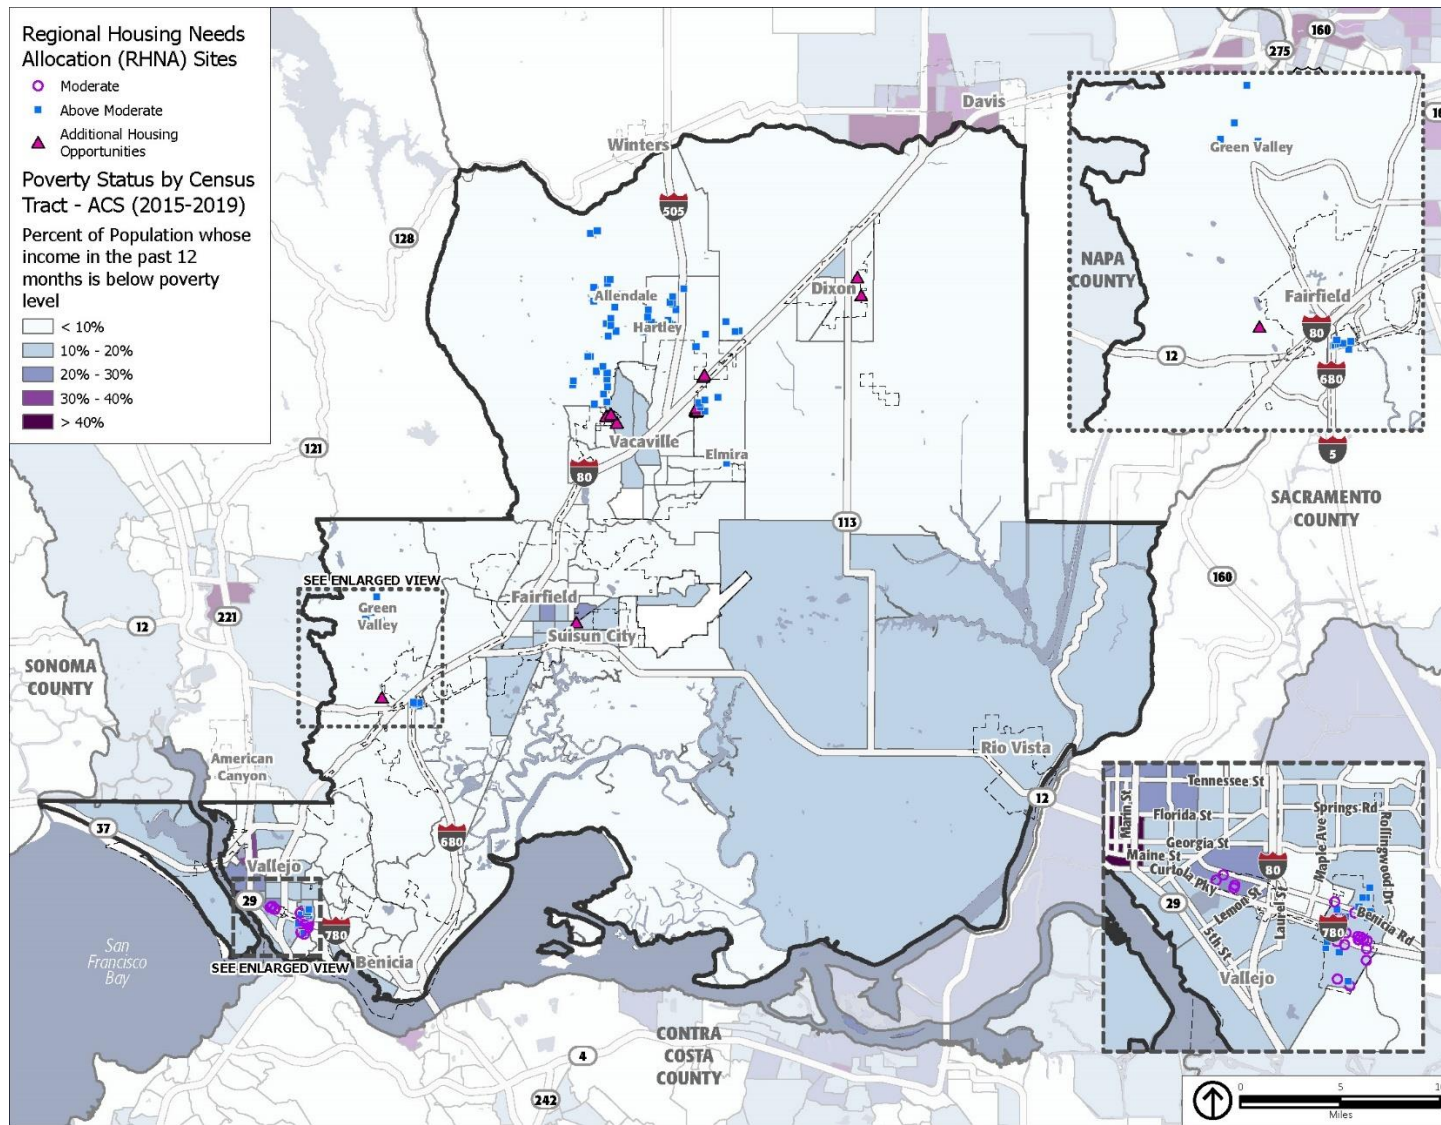 Regional Housing Needs
Allocation (RHNA) Sites
Moderate
Above Moderate
Additional Housing
Opportunities
Poverty Status by Census
Tract - ACS (2015-2019)
Percent of Population whose
income in the past 12
months is below poverty
level
< 10%
10% - 20%
20% - 30%
30% - 40%
> 40%
160
275
Davis
Winters
505
128
Allendale
Hartley
Dixon
Vacaville
Elmira
80
121
113
5
SACRAMENTO
COUNTY
160
SEE ENLARGED VIEW
Green
Valley
Fairfield
Suisun City
221
12
SONOMA
COUNTY
American
Canyon
Rio Vista
12
37
680
Vallejo
29
780
SEE ENLARGED VIEW
Benicia
San
Francisco
Bay
CONTRA
COSTA
COUNTY
4
242
Green Valley
NAPA
COUNTY
Fairfield
80
12
680
Tennessee St
Marin St
Florida St
Springs Rd
Maple Ave
Rollingwood Dr
Georgia St
Maine St
Curtola Pky
80
Lemon St
Laurel St
29
5th St
780
Benicia Rd
Vallejo
0
5
10
Miles